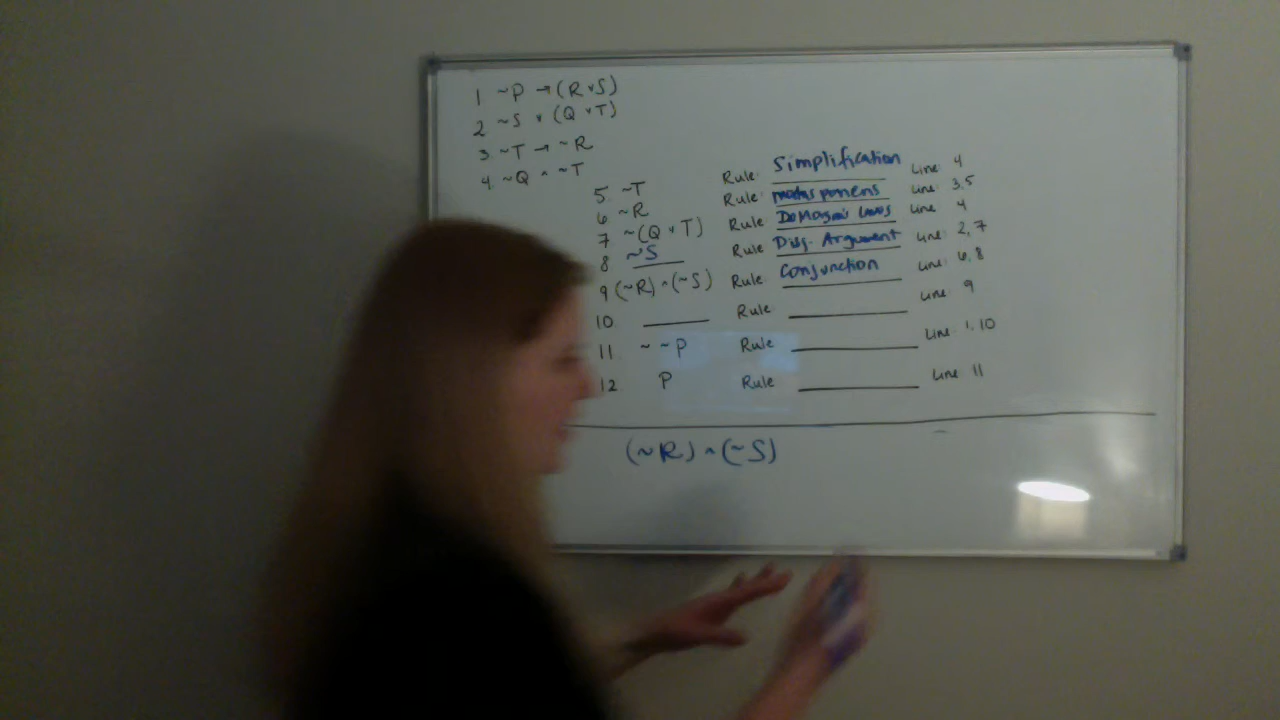 1 ~P → (R ∨ S)
2 ~S ∨ (Q ∨ T)
3 ~T → ~R
4. ~Q ∧ ~T
5. ~T Rule: Simplification Line: 4
6 ~R Rule: modus ponens Line: 3,5
7 ~(Q ∨ T) Rule DeMorgan's Laws Line 4
8 ~S Rule Disj. Argument Line: 2,7
9 (~R) ∧ (~S) Rule Conjunction Line: 6,8
10. Rule Line 9
11 ~ ~P Rule Line: 1,10
12 P Rule Line 11
(~R) ∧ (~S)